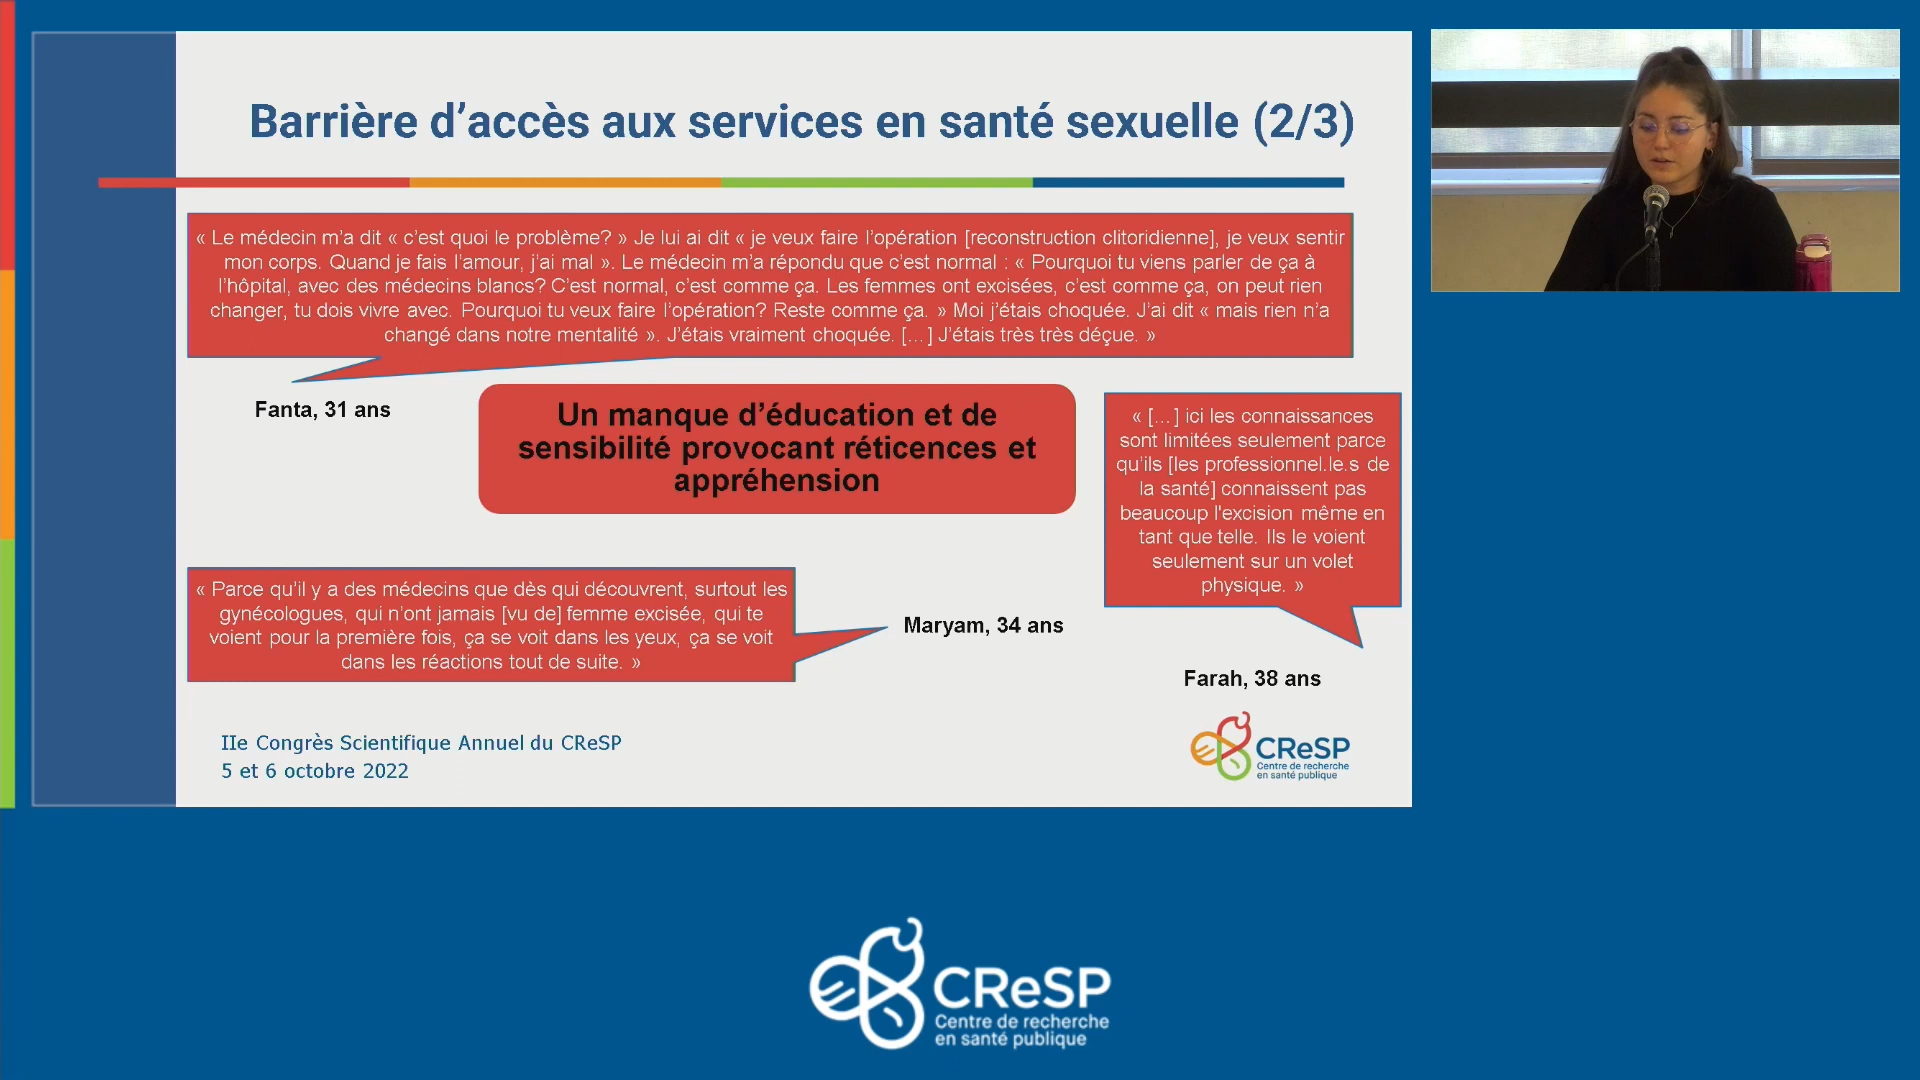 Barrière d’accès aux services en santé sexuelle (2/3)
« Le médecin m’a dit « c’est quoi le problème? » Je lui ai dit « je veux faire l’opération [reconstruction clitoridienne], je veux sentir
mon corps. Quand je fais l’amour, j’ai mal ». Le médecin m’a répondu que c’est normal : « Pourquoi tu viens parler de ça à
l’hôpital, avec des médecins blancs? C’est normal, c’est comme ça. Les femmes ont excisées, c’est comme ça, on peut rien
changer, tu dois vivre avec. Pourquoi tu veux faire l’opération? Reste comme ça. » Moi j’étais choquée. J’ai dit « mais rien n’a
changé dans notre mentalité ». J’étais vraiment choquée. […] J’étais très très déçue. »
Fanta, 31 ans
Un manque d’éducation et de
sensibilité provocant réticences et
appréhension
« […] ici les connaissances
sont limitées seulement parce
qu’ils [les professionnel.le.s de
la santé] connaissent pas
beaucoup l'excision même en
tant que telle. Ils le voient
seulement sur un volet
physique. »
Farah, 38 ans
« Parce qu’il y a des médecins que dès qui découvrent, surtout les
gynécologues, qui n’ont jamais [vu de] femme excisée, qui te
voient pour la première fois, ça se voit dans les yeux, ça se voit
dans les réactions tout de suite. »
Maryam, 34 ans
IIe Congrès Scientifique Annuel du CReSP
5 et 6 octobre 2022
CReSP
Centre de recherche
en santé publique
CReSP
Centre de recherche
en santé publique